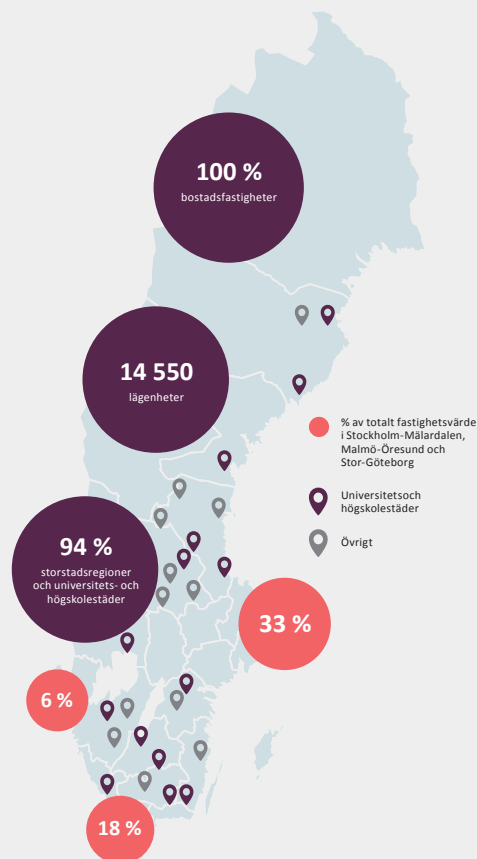 100 %
bostadsfastigheter
14 550
lägenheter
% av totalt fastighetsvärde
i Stockholm-Mälardalen,
Malmö-Öresund och
Stor-Göteborg
Universitetsoch
högskolestäder
Övrigt
94 %
storstadsregioner
och universitets- och
högskolestäder
33 %
6 %
18 %